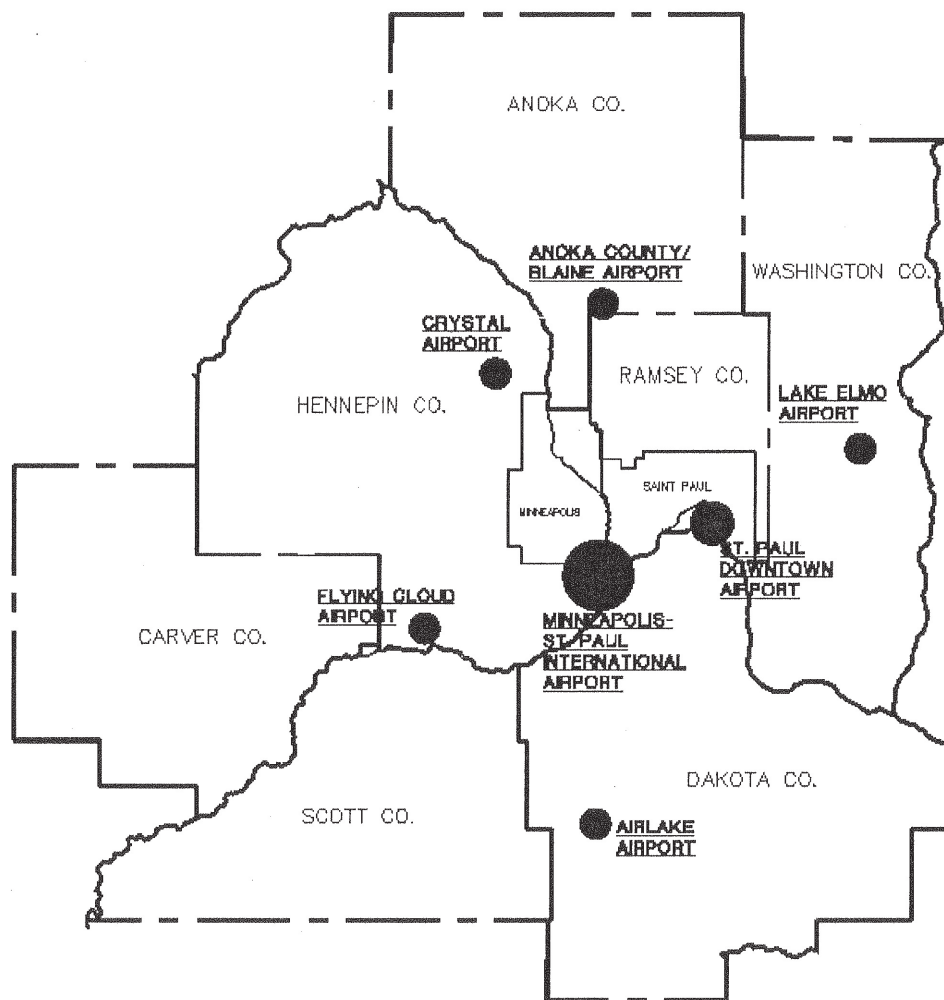 ANOKA CO.
ANOKA COUNTY/
BLAINE AIRPORT
WASHINGTON CO.
CRYSTAL
AIRPORT
RAMSEY CO.
HENNEPIN CO.
LAKE ELMO
AIRPORT
SAINT PAUL
MINNEAPOLIS
ST. PAUL
DOWNTOWN
AIRPORT
FLYING CLOUD
AIRPORT
MINNEAPOLIS-
ST. PAUL
INTERNATIONAL
AIRPORT
CARVER CO.
DAKOTA CO.
SCOTT CO.
AIRLAKE
AIRPORT